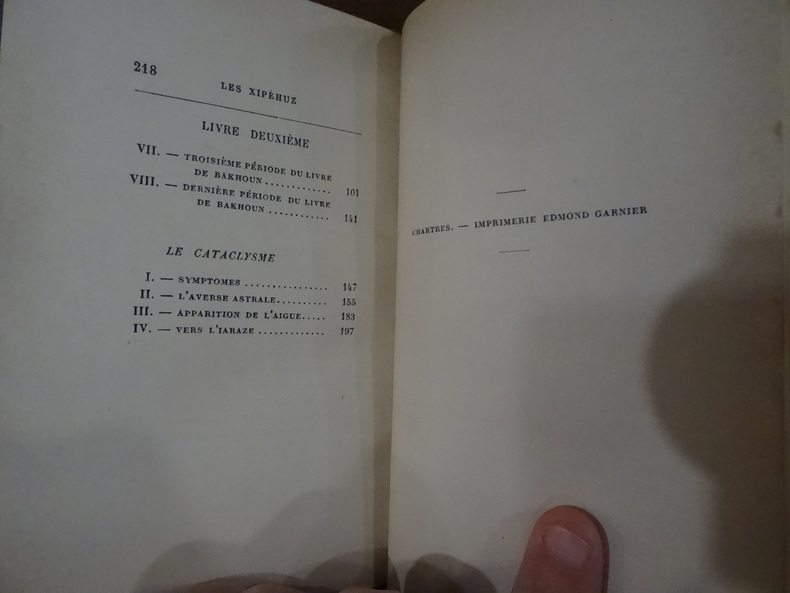 218
LES XIPÉHUZ
LIVRE DEUXIÈME
VII. — TROISIÈME PÉRIODE DU LIVRE
DE BAKHOUN ............. 101
VIII. — DERNIÈRE PÉRIODE DU LIVRE
DE BAKHOUN ............ 141
LE CATACLYSME
I. — SYMPTOMES ................ 147
II. — L'AVERSE ASTRALE.......... 155
III. — APPARITION DE L'AIGUE..... 183
IV. — VERS L'IARAZE ............. 197
CHARTRES. — IMPRIMERIE EDMOND GARNIER